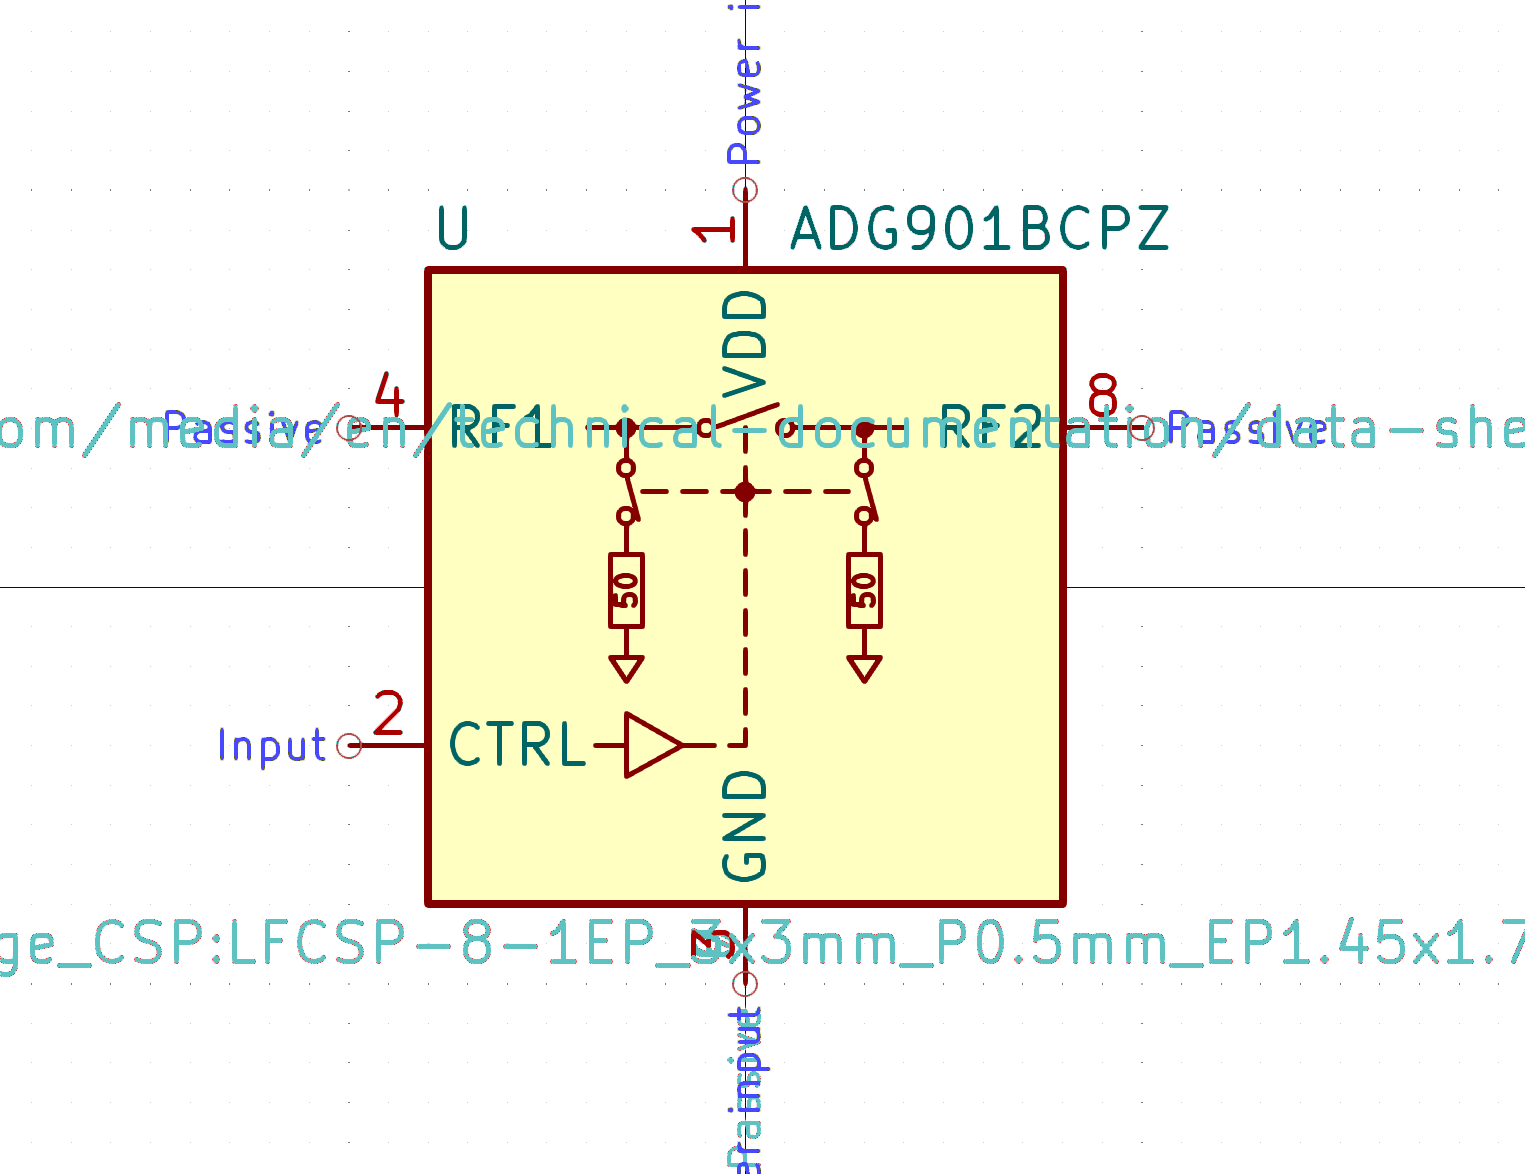 Power i
U
ADG901BCPZ
1
VDD
4
8
Passive
om/media/en/technical-documentation/data-she
Passive
RF1
RF2
50
50
2
Input
CTRL
GND
ge_CSP:LFCSP-8-1EP_3x3mm_P0.5mm_EP1.45x1.7
3
er input